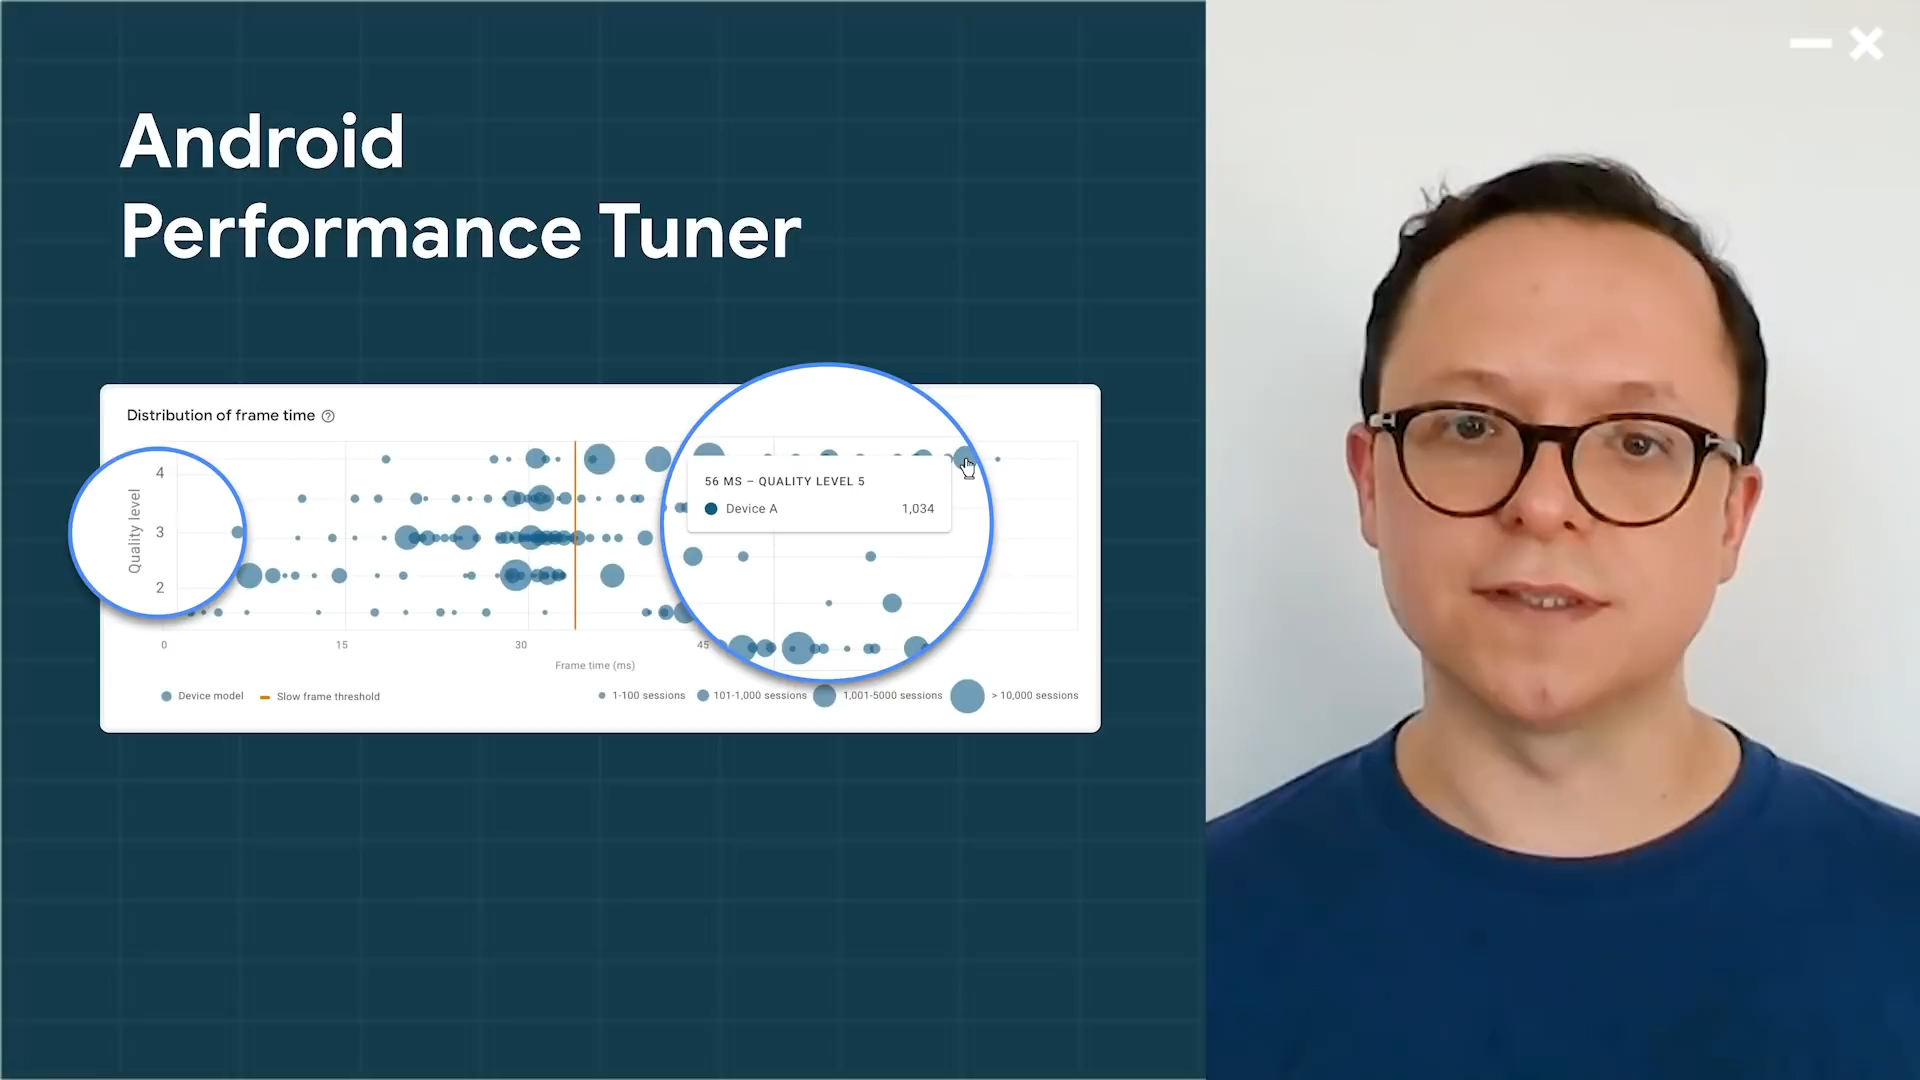 Android
Performance Tuner
Distribution of frame time
Quality level
4
3
2
56 MS – QUALITY LEVEL 5
Device A 1,034
0 15 30 45
Frame time (ms)
Device model Slow frame threshold 1-100 sessions 101-1,000 sessions 1,001-5000 sessions > 10,000 sessions